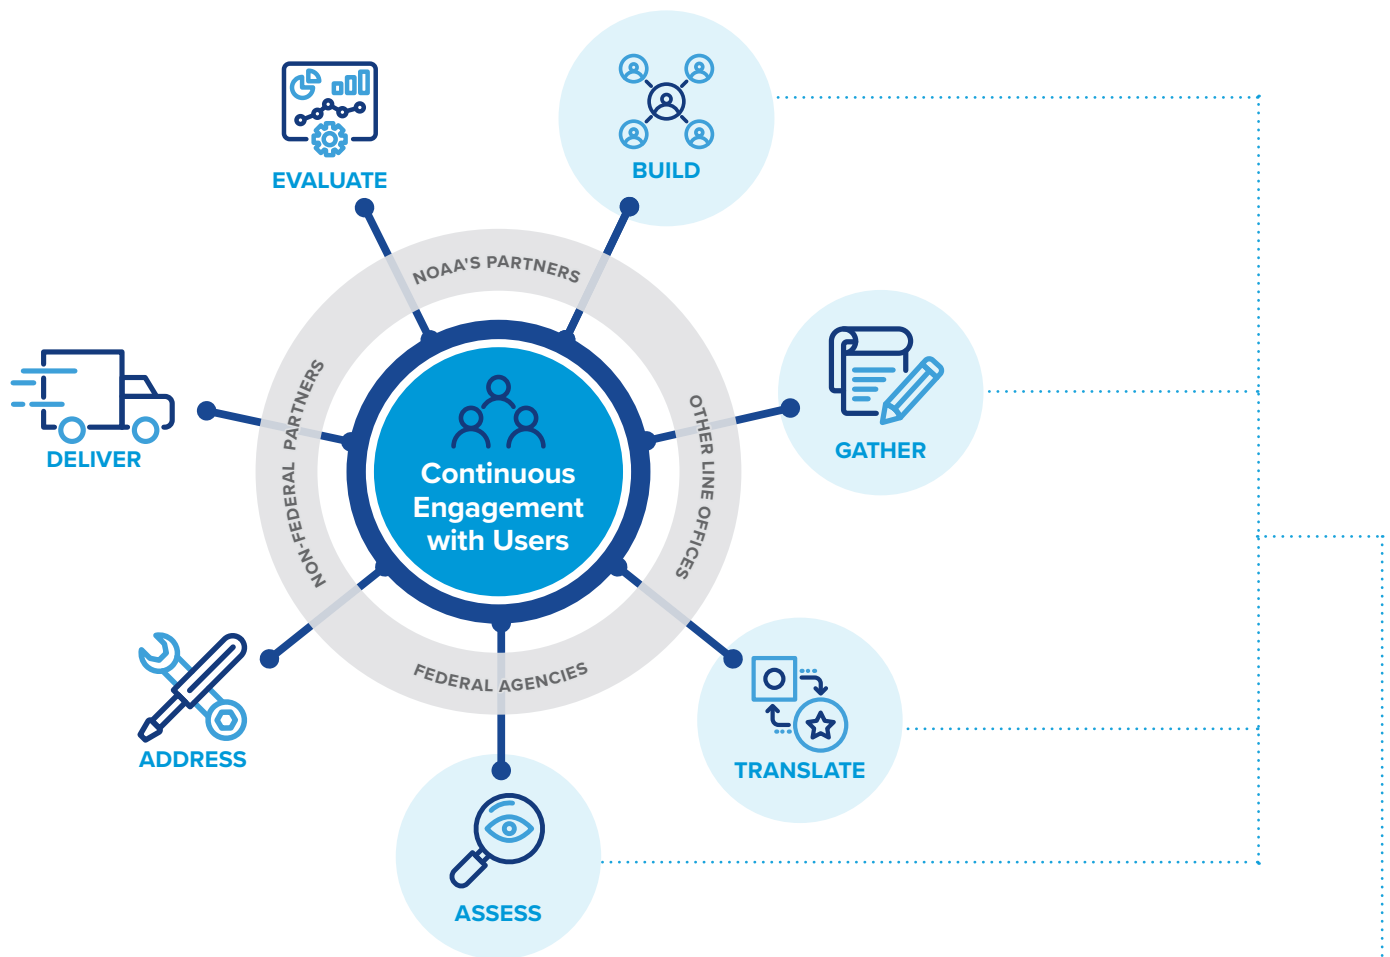 EVALUATE
BUILD
NOAA'S PARTNERS
NON-FEDERAL PARTNERS
OTHER LINE OFFICES
DELIVER
GATHER
Continuous
Engagement
with Users
FEDERAL AGENCIES
ADDRESS
TRANSLATE
ASSESS